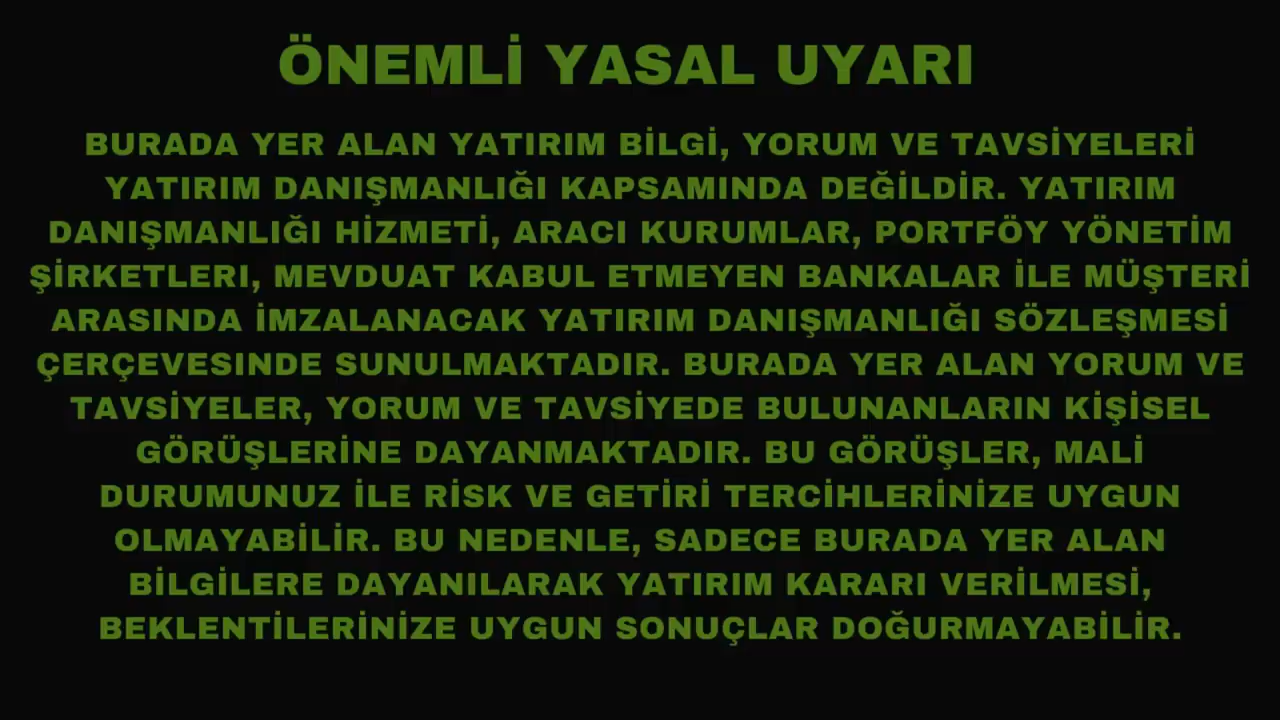 ÖNEMLİ YASAL UYARI
BURADA YER ALAN YATIRIM BİLGİ, YORUM VE TAVSİYELERİ
YATIRIM DANIŞMANLIĞI KAPSAMINDA DEĞİLDİR. YATIRIM
DANIŞMANLIĞI HİZMETİ, ARACI KURUMLAR, PORTFÖY YÖNETİM
ŞİRKETLERI, MEVDUAT KABUL ETMEYEN BANKALAR İLE MÜŞTERİ
ARASINDA İMZALANACAK YATIRIM DANIŞMANLIĞI SÖZLEŞMESİ
ÇERÇEVESINDE SUNULMAKTADIR. BURADA YER ALAN YORUM VE
TAVSİYELER, YORUM VE TAVSİYEDE BULUNANLARIN KİŞİSEL
GÖRÜŞLERİNE DAYANMAKTADIR. BU GÖRÜŞLER, MALİ
DURUMUNUZ İLE RİSK VE GETİRİ TERCİHLERİNİZE UYGUN
OLMAYABİLİR. BU NEDENLE, SADECE BURADA YER ALAN
BİLGİLERE DAYANILARAK YATIRIM KARARI VERİLMESİ,
BEKLENTİLERİNİZE UYGUN SONUÇLAR DOĞURMAYABİLİR.